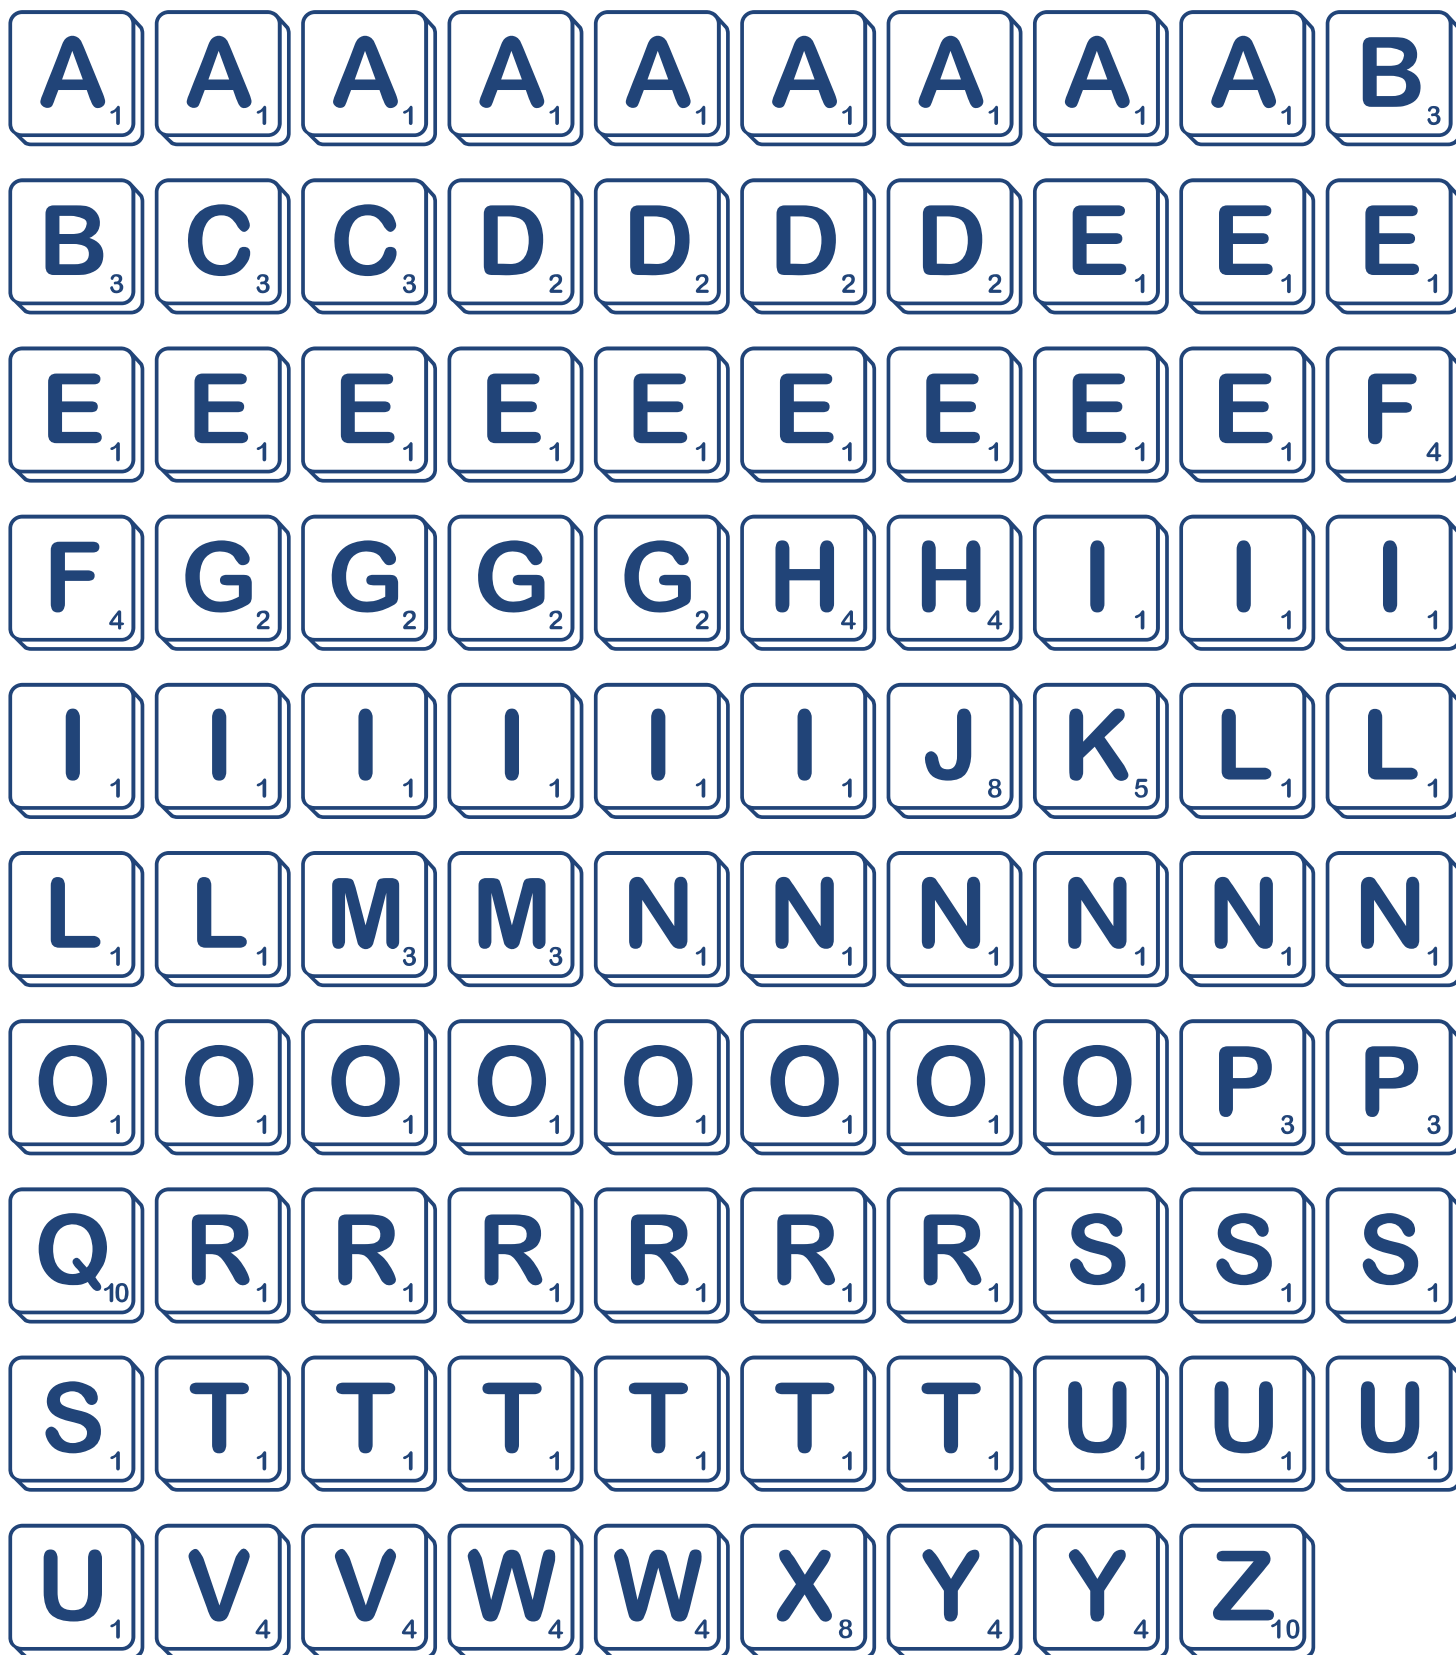 A1 A1 A1 A1 A1 A1 A1 A1 A1 B3
B3 C3 C3 D2 D2 D2 D2 E1 E1 E1
E1 E1 E1 E1 E1 E1 E1 E1 E1 F4
F4 G2 G2 G2 G2 H4 H4 I1 I1 I1
I1 I1 I1 I1 I1 I1 J8 K5 L1 L1
L1 L1 M3 M3 N1 N1 N1 N1 N1 N1
O1 O1 O1 O1 O1 O1 O1 O1 P3 P3
Q10 R1 R1 R1 R1 R1 R1 S1 S1 S1
S1 T1 T1 T1 T1 T1 T1 U1 U1 U1
U1 V4 V4 W4 W4 X8 Y4 Y4 Z10